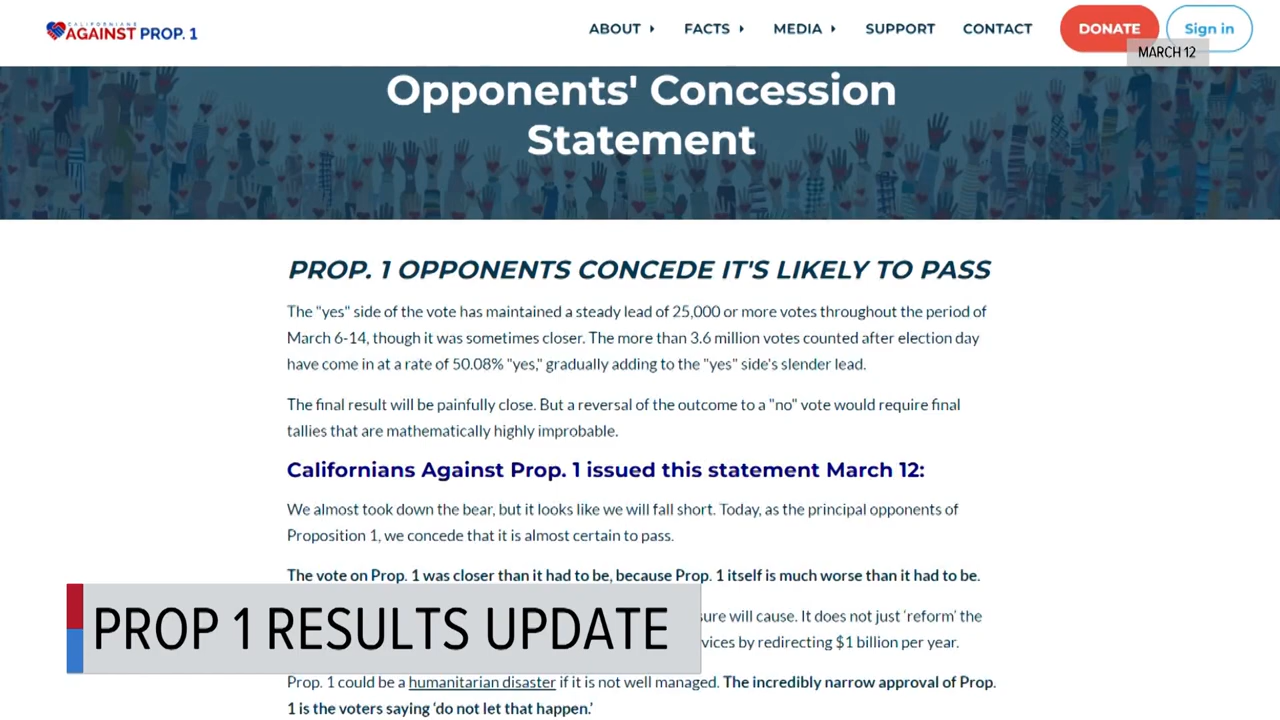 CALIFORNIANS
AGAINST PROP. 1
ABOUT
FACTS
MEDIA
SUPPORT
CONTACT
DONATE
Sign in
MARCH 12
Opponents' Concession
Statement
PROP. 1 OPPONENTS CONCEDE IT'S LIKELY TO PASS
The "yes" side of the vote has maintained a steady lead of 25,000 or more votes throughout the period of
March 6-14, though it was sometimes closer. The more than 3.6 million votes counted after election day
have come in at a rate of 50.08% "yes," gradually adding to the "yes" side's slender lead.
The final result will be painfully close. But a reversal of the outcome to a "no" vote would require final
tallies that are mathematically highly improbable.
Californians Against Prop. 1 issued this statement March 12:
We almost took down the bear, but it looks like we will fall short. Today, as the principal opponents of
Proposition 1, we concede that it is almost certain to pass.
The vote on Prop. 1 was closer than it had to be, because Prop. 1 itself is much worse than it had to be.
sure will cause. It does not just ‘reform’ the
vices by redirecting $1 billion per year.
PROP 1 RESULTS UPDATE
Prop. 1 could be a humanitarian disaster if it is not well managed. The incredibly narrow approval of Prop.
1 is the voters saying ‘do not let that happen.’